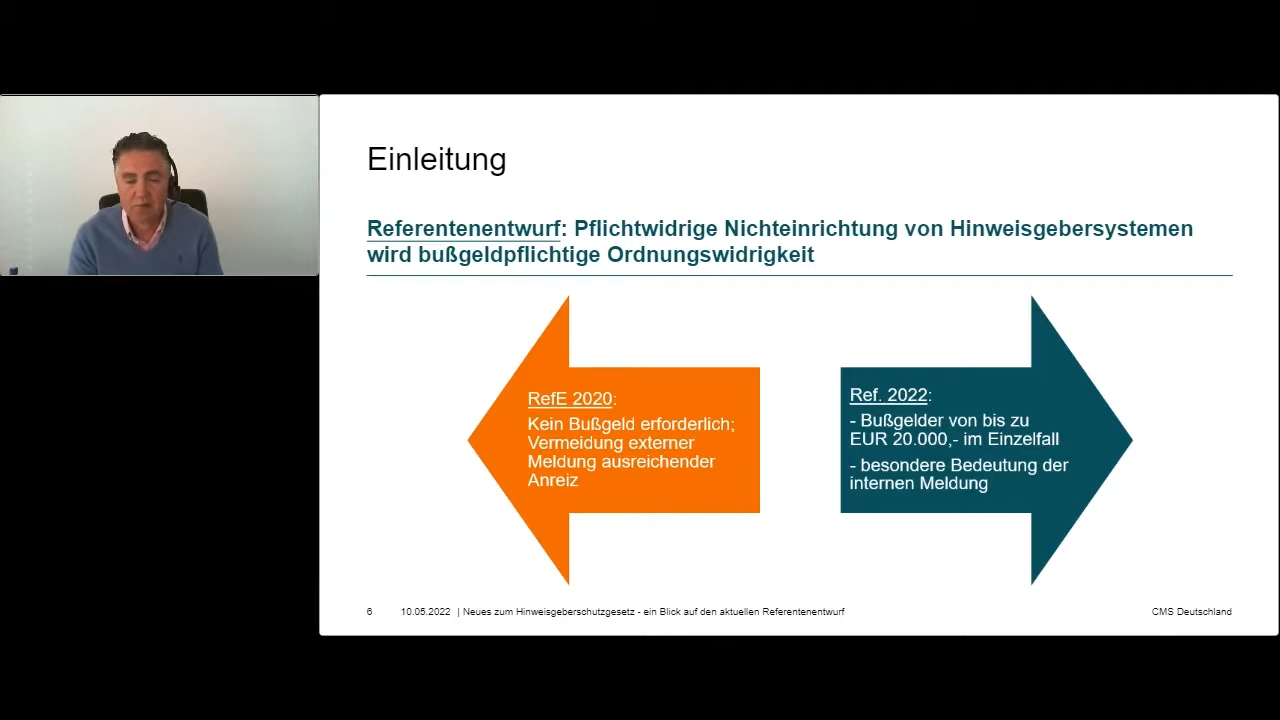 Einleitung
Referentenentwurf: Pflichtwidrige Nichteinrichtung von Hinweisgebersystemen
wird bußgeldpflichtige Ordnungswidrigkeit
RefE 2020:
Kein Bußgeld erforderlich;
Vermeidung externer
Meldung ausreichender
Anreiz
Ref. 2022:
- Bußgelder von bis zu
EUR 20.000,- im Einzelfall
- besondere Bedeutung der
internen Meldung
6 10.05.2022 | Neues zum Hinweisgeberschutzgesetz - ein Blick auf den aktuellen Referentenentwurf CMS Deutschland